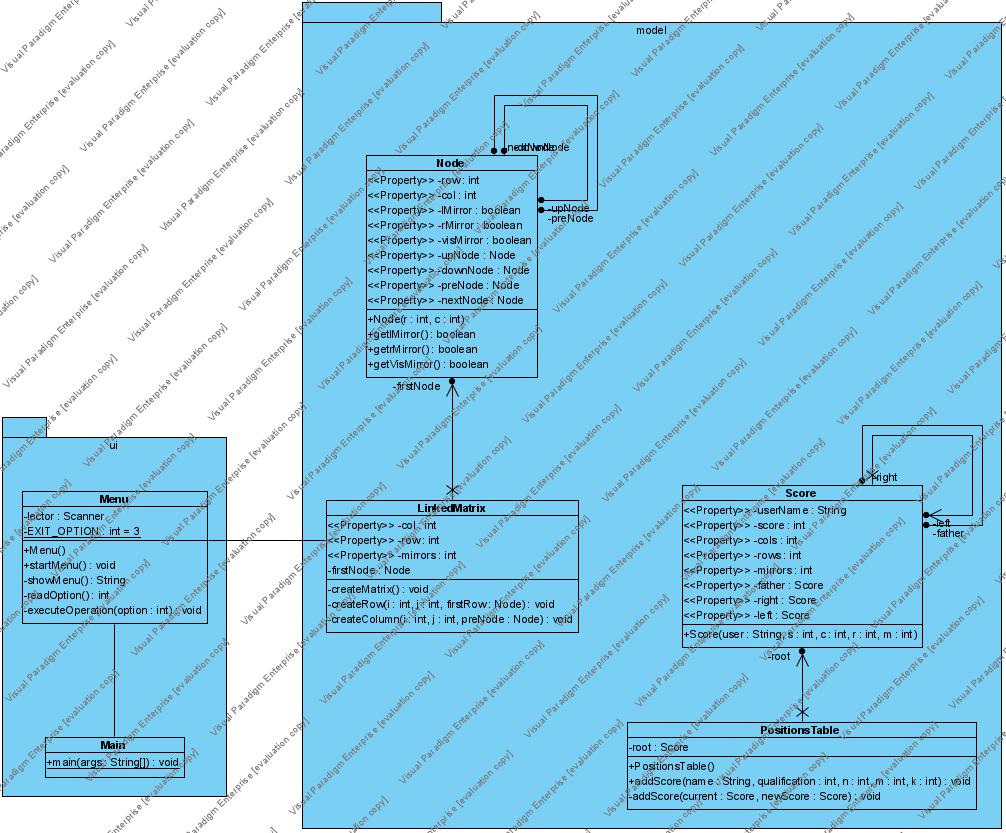 model
-nextNode
-downNode
Node
<<Property>> -row : int
<<Property>> -col : int
<<Property>> -lMirror : boolean
<<Property>> -rMirror : boolean
<<Property>> -visMirror : boolean
<<Property>> -upNode : Node
<<Property>> -downNode : Node
<<Property>> -preNode : Node
<<Property>> -nextNode : Node
+Node(r : int, c : int)
+getlMirror() : boolean
+getrMirror() : boolean
+getVisMirror() : boolean
-upNode
-preNode
-firstNode
ui
Menu
-lector : Scanner
-EXIT_OPTION : int = 3
+Menu()
+startMenu() : void
-showMenu() : String
-readOption() : int
-executeOperation(option : int) : void
Main
+main(args : String[]) : void
LinkedMatrix
<<Property>> -col : int
<<Property>> -row : int
<<Property>> -mirrors : int
-firstNode : Node
-createMatrix() : void
-createRow(i : int, j : int, firstRow : Node) : void
-createColumn(i : int, j : int, preNode : Node) : void
-right
Score
<<Property>> -userName : String
<<Property>> -score : int
<<Property>> -cols : int
<<Property>> -rows : int
<<Property>> -mirrors : int
<<Property>> -father : Score
<<Property>> -right : Score
<<Property>> -left : Score
+Score(user : String, s : int, c : int, r : int, m : int)
-left
-father
-root
PositionsTable
-root : Score
+PositionsTable()
+addScore(name : String, qualification : int, n : int, m : int, k : int) : void
-addScore(current : Score, newScore : Score) : void
Visual Paradigm Enterprise [evaluation copy]